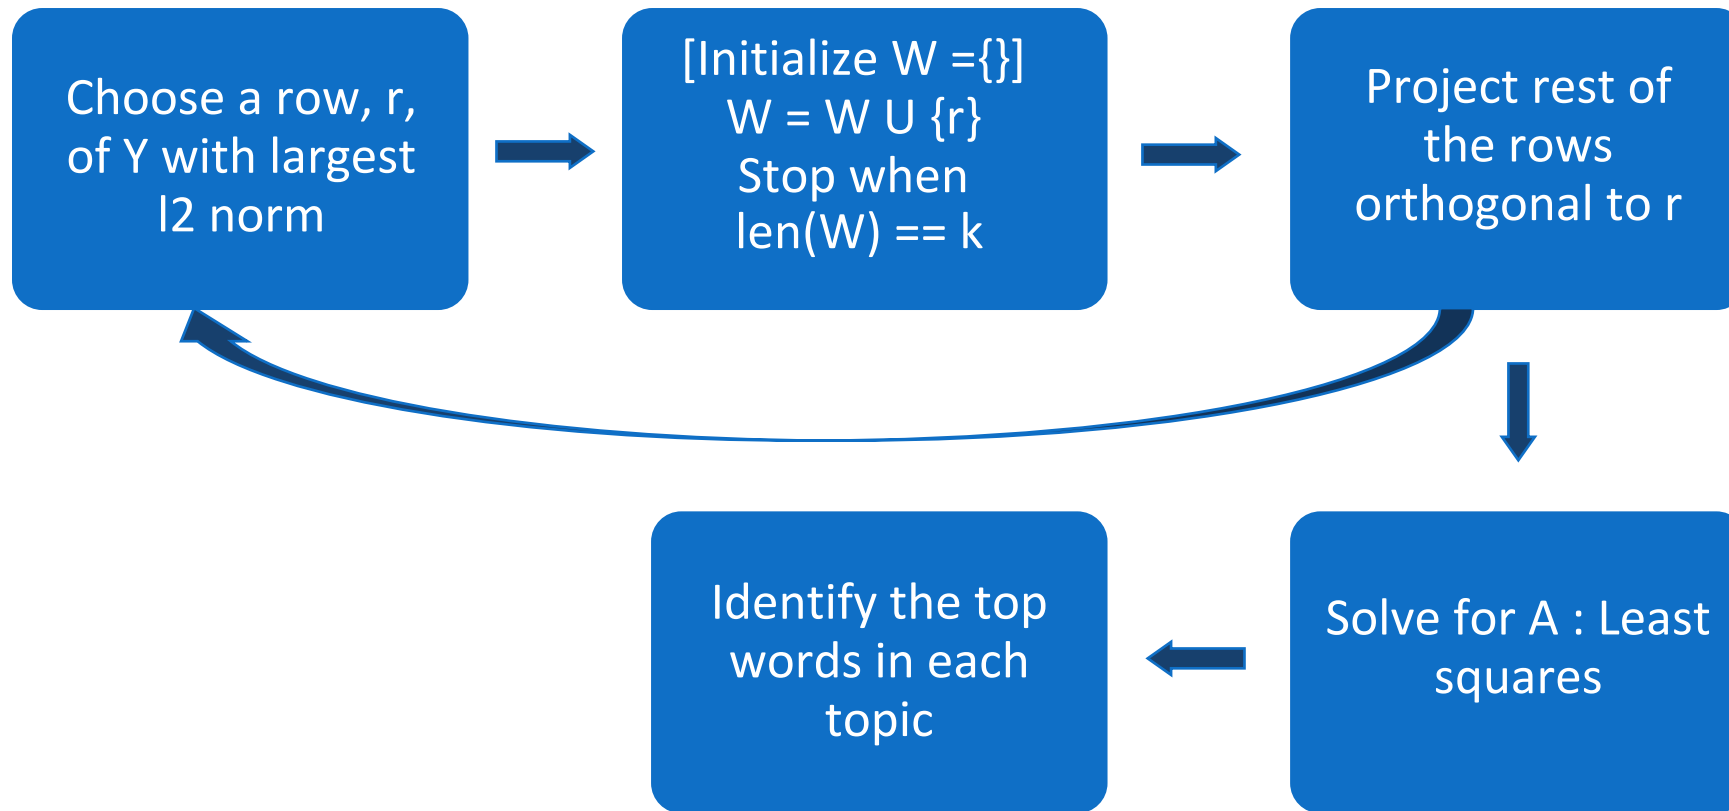 Choose a row, r,
of Y with largest
l2 norm
[Initialize W ={}]
W = W U {r}
Stop when
len(W) == k
Project rest of
the rows
orthogonal to r
Identify the top
words in each
topic
Solve for A : Least
squares